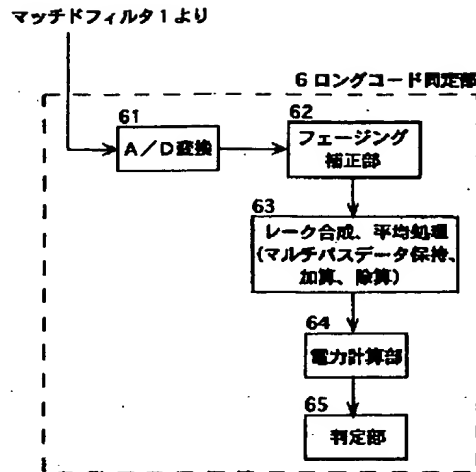 マッチドフィルタ1より
6 ロングコード同定部
61
A/D変換
62
フェージング
補正部
63
レーク合成、平均処理
(マルチパスデータ保持、
加算、除算)
64
電力計算部
65
判定部